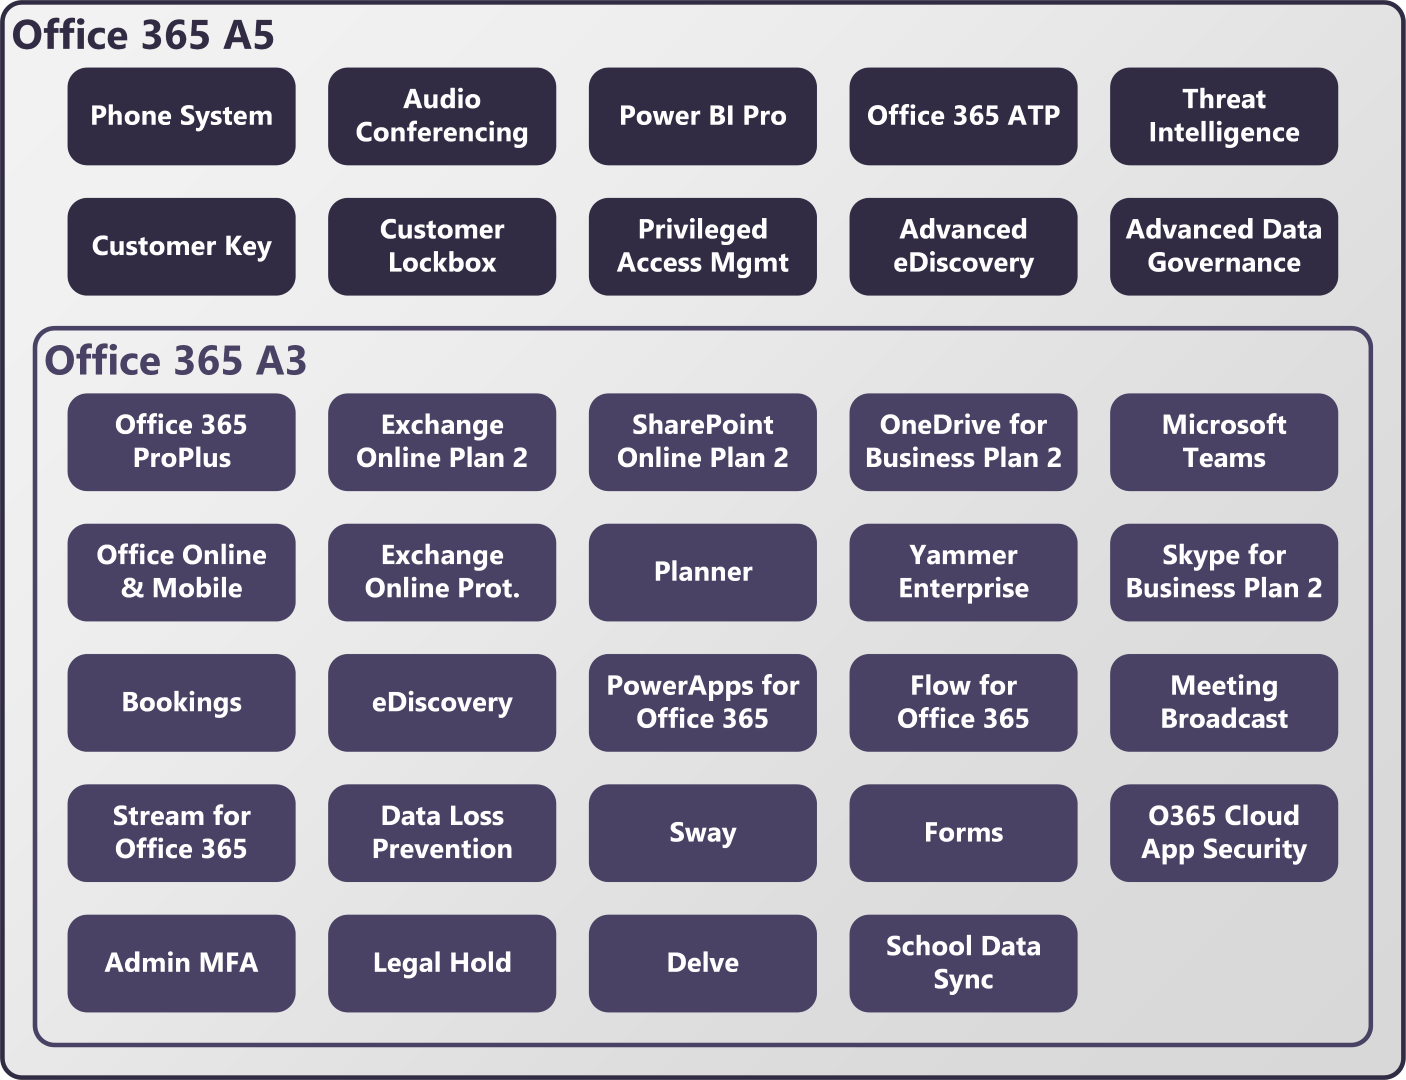 Office 365 A5
Phone System
Audio
Conferencing
Power BI Pro
Office 365 ATP
Threat
Intelligence
Customer Key
Customer
Lockbox
Privileged
Access Mgmt
Advanced
eDiscovery
Advanced Data
Governance
Office 365 A3
Office 365
ProPlus
Exchange
Online Plan 2
SharePoint
Online Plan 2
OneDrive for
Business Plan 2
Microsoft
Teams
Office Online
& Mobile
Exchange
Online Prot.
Planner
Yammer
Enterprise
Skype for
Business Plan 2
Bookings
eDiscovery
PowerApps for
Office 365
Flow for
Office 365
Meeting
Broadcast
Stream for
Office 365
Data Loss
Prevention
Sway
Forms
O365 Cloud
App Security
Admin MFA
Legal Hold
Delve
School Data
Sync